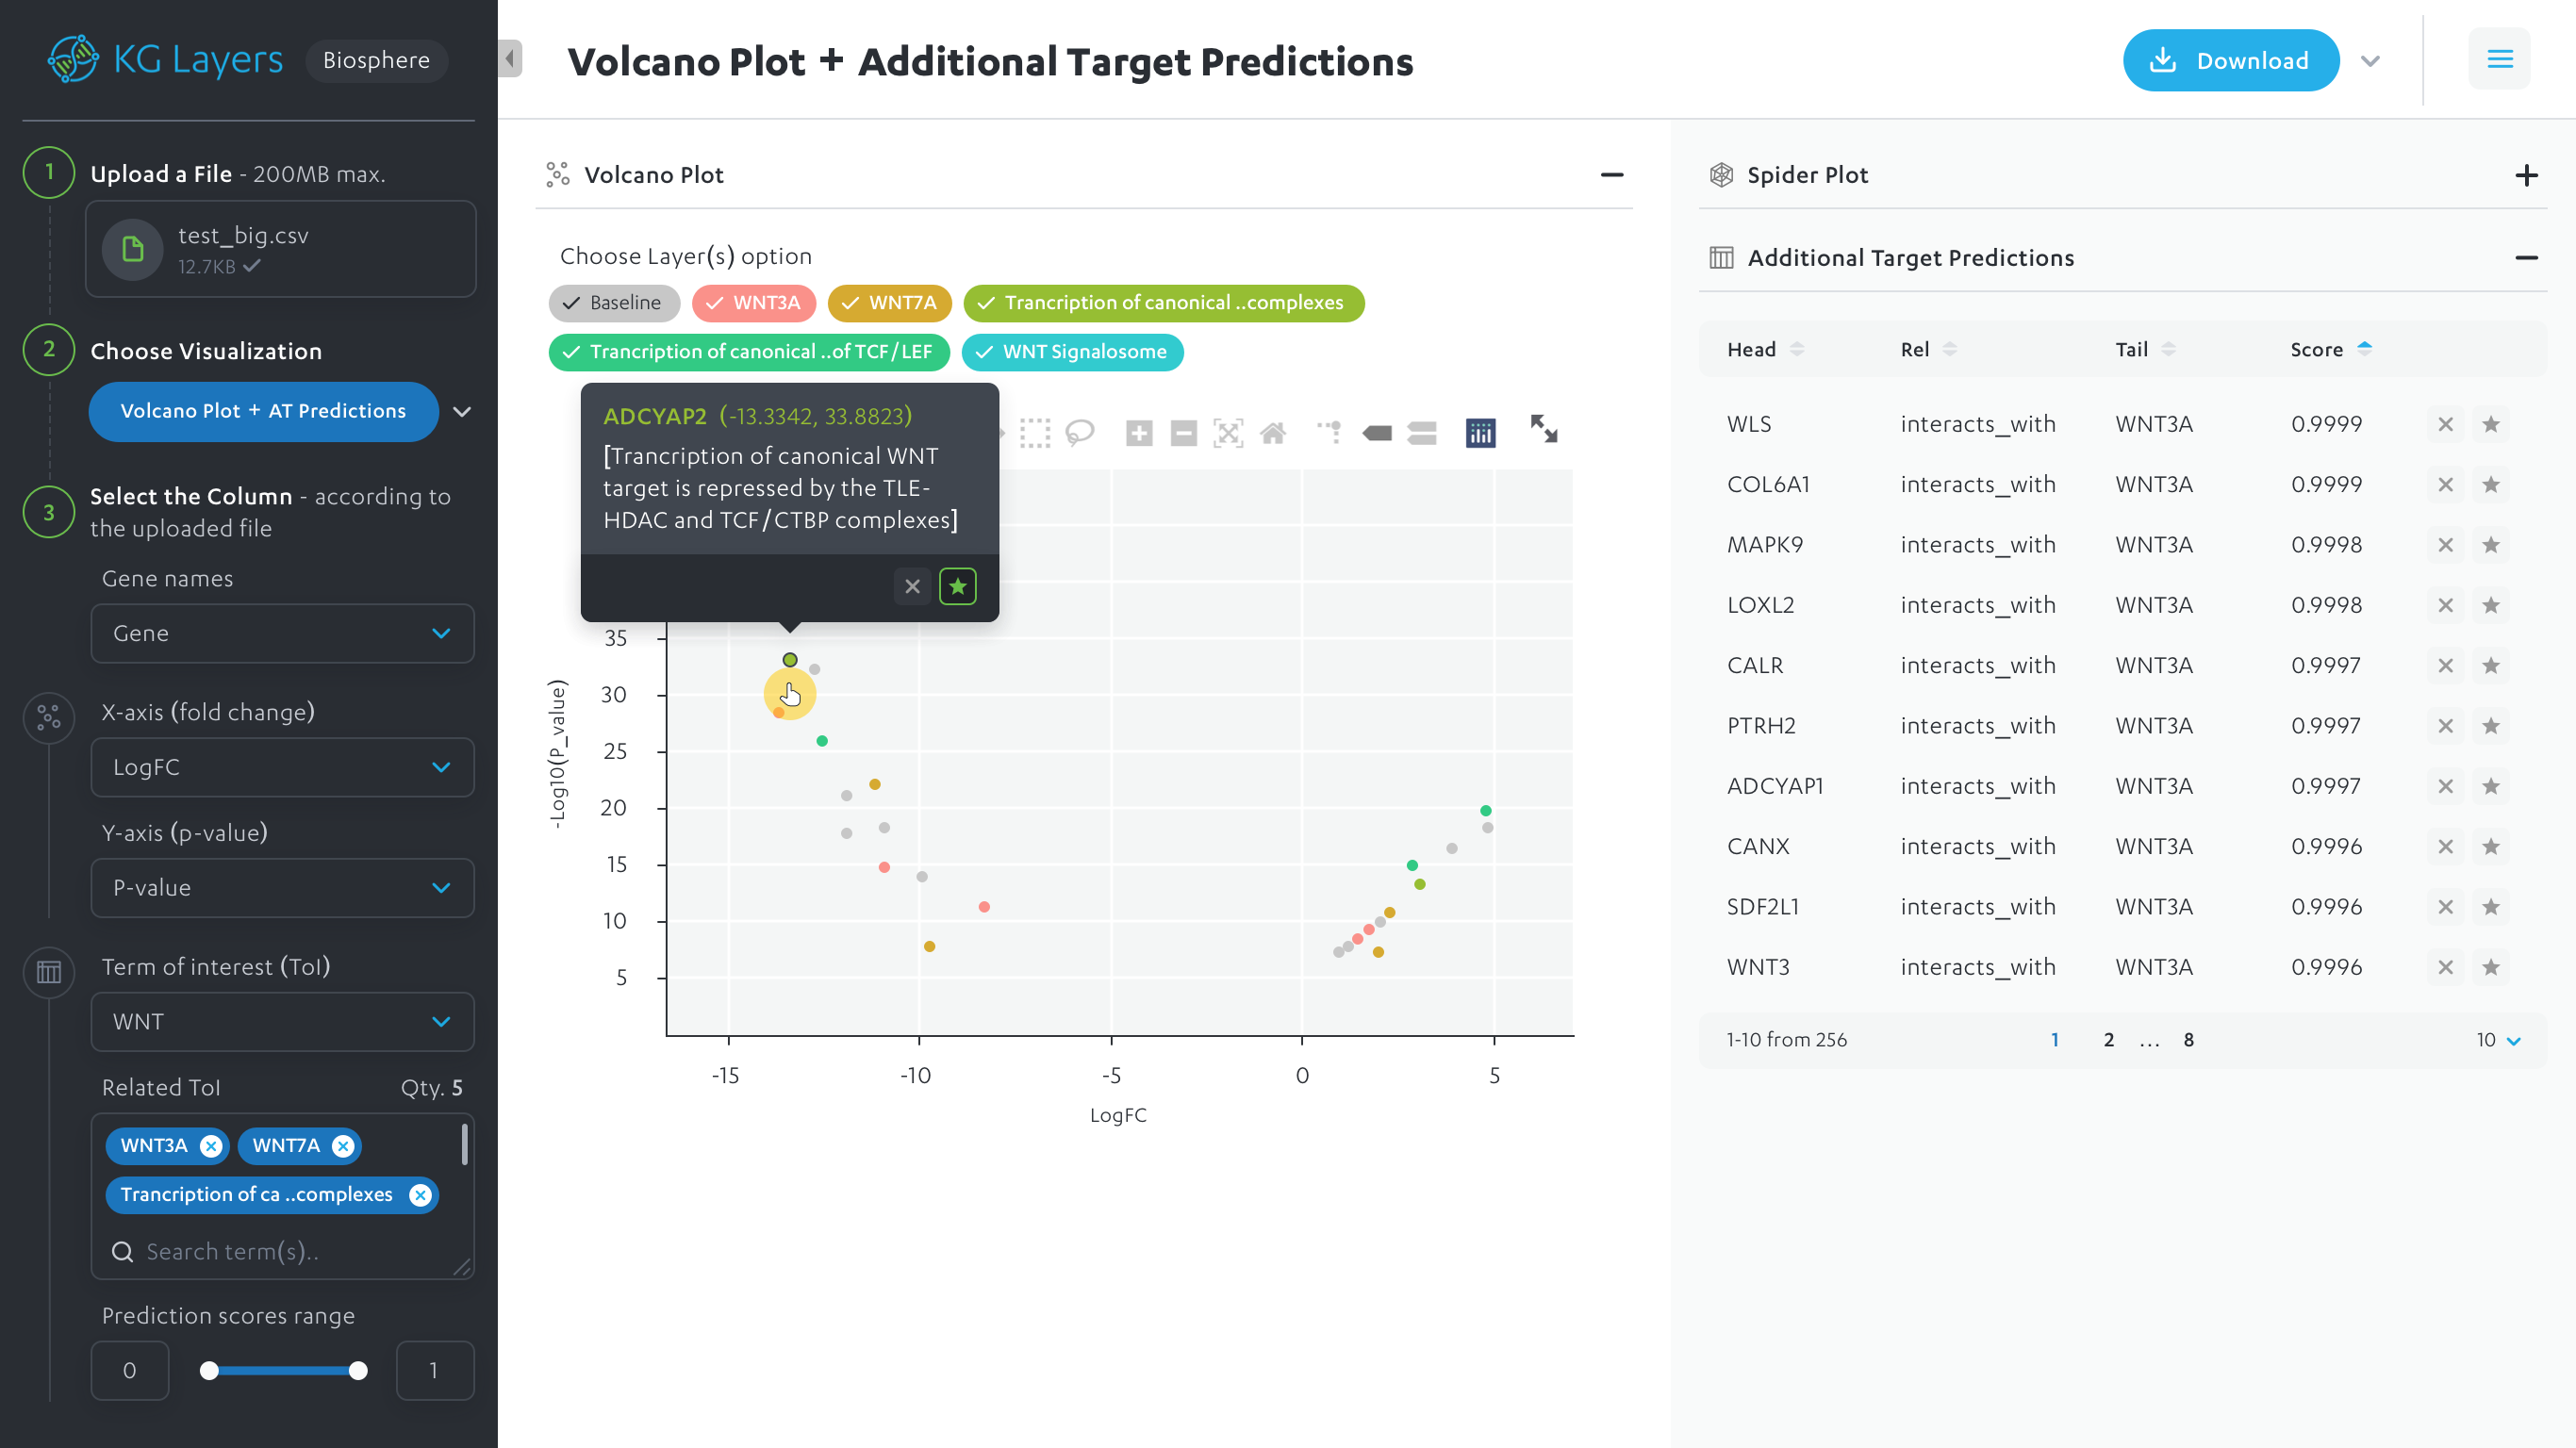 KG Layers
Biosphere
Volcano Plot + Additional Target Predictions
Download
1
Upload a File - 200MB max.
test_big.csv
12.7KB
2
Choose Visualization
Volcano Plot + AT Predictions
3
Select the Column - according to
the uploaded file
Gene names
Gene
X-axis (fold change)
LogFC
Y-axis (p-value)
P-value
Term of interest (ToI)
WNT
Related ToI
Qty. 5
WNT3A
WNT7A
Trancription of ca ..complexes
Search term(s)..
Prediction scores range
0
1
Volcano Plot
Choose Layer(s) option
Baseline
WNT3A
WNT7A
Trancription of canonical ..complexes
Trancription of canonical ..of TCF/LEF
WNT Signalosome
ADCYAP2 (-13.3342, 33.8823)
[Trancription of canonical WNT
target is repressed by the TLE-
HDAC and TCF/CTBP complexes]
-Log10(P_value)
35
30
25
20
15
10
5
-15
-10
-5
0
5
LogFC
Spider Plot
Additional Target Predictions
Head Rel Tail Score
WLS interacts_with WNT3A 0.9999
COL6A1 interacts_with WNT3A 0.9999
MAPK9 interacts_with WNT3A 0.9998
LOXL2 interacts_with WNT3A 0.9998
CALR interacts_with WNT3A 0.9997
PTRH2 interacts_with WNT3A 0.9997
ADCYAP1 interacts_with WNT3A 0.9997
CANX interacts_with WNT3A 0.9996
SDF2L1 interacts_with WNT3A 0.9996
WNT3 interacts_with WNT3A 0.9996
1-10 from 256
1 2 ... 8
10